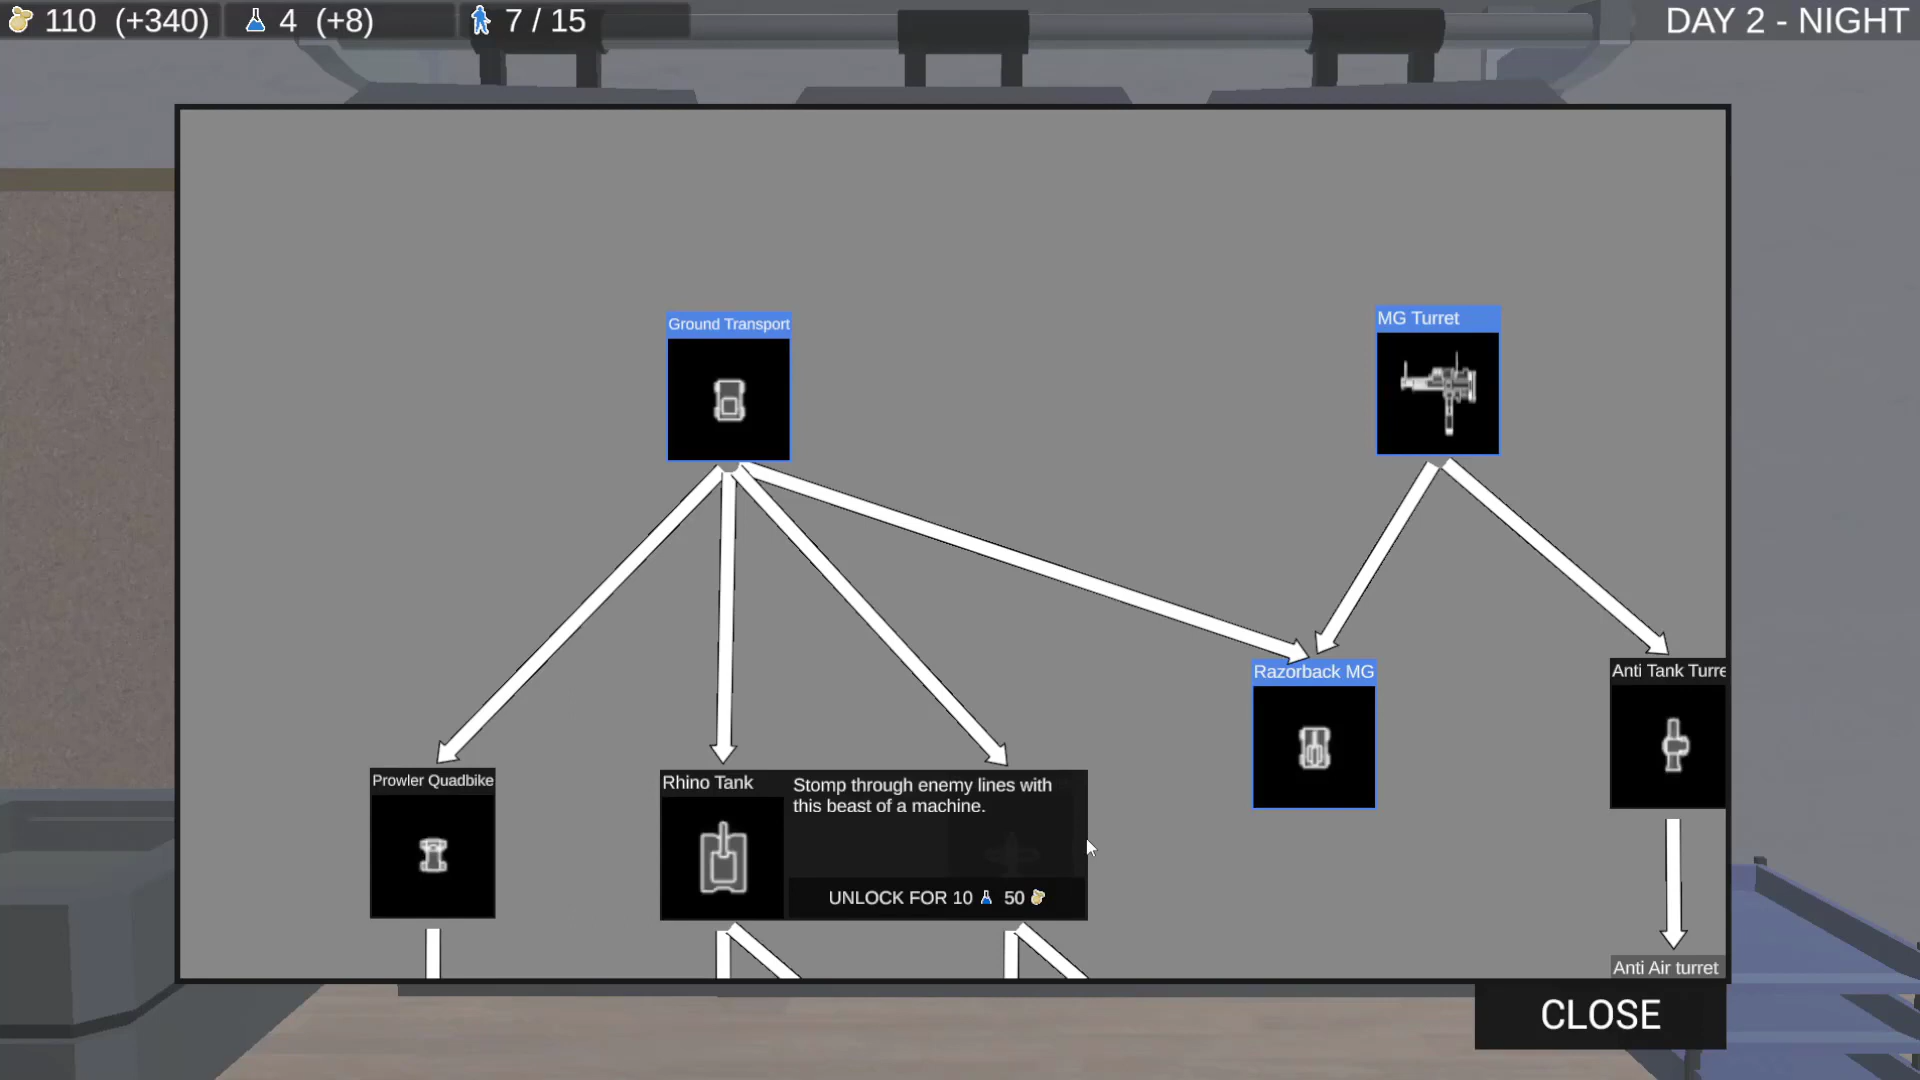 110 (+340) 4 (+8) 7 / 15 DAY 2 - NIGHT
Ground Transport
MG Turret
Razorback MG
Anti Tank Turre
Prowler Quadbike
Rhino Tank
Stomp through enemy lines with
this beast of a machine.
UNLOCK FOR 10 50
Anti Air turret
CLOSE